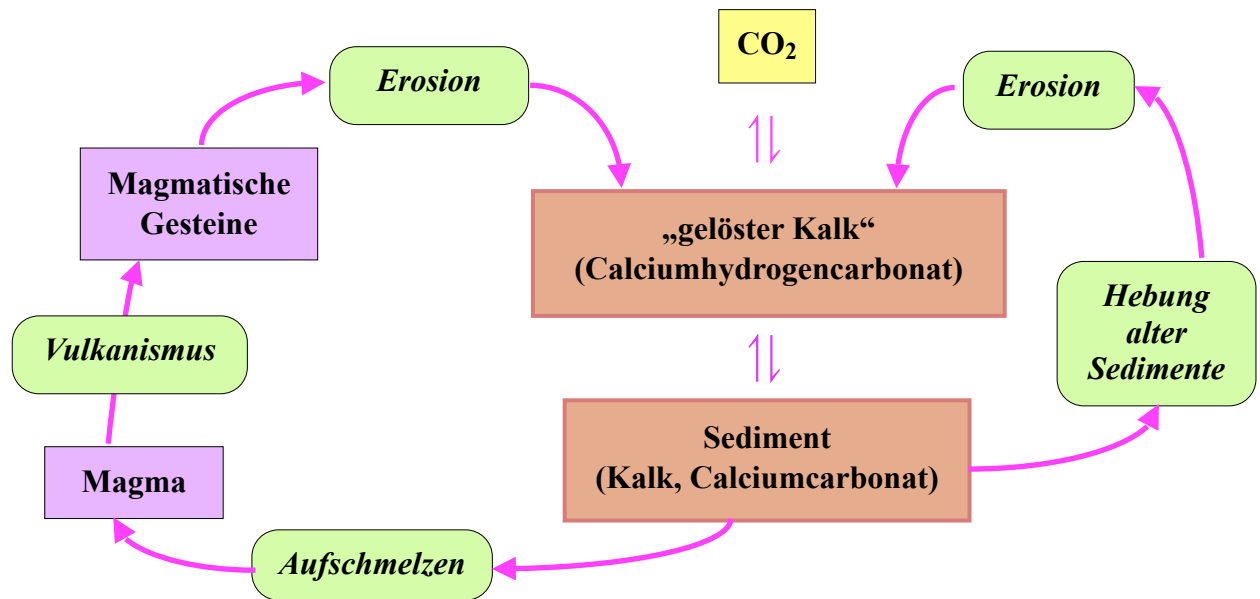 CO₂
Erosion
Erosion
Magmatische
Gesteine
„gelöster Kalk“
(Calciumhydrogencarbonat)
Hebung
alter
Sedimente
Vulkanismus
Sediment
(Kalk, Calciumcarbonat)
Magma
Aufschmelzen